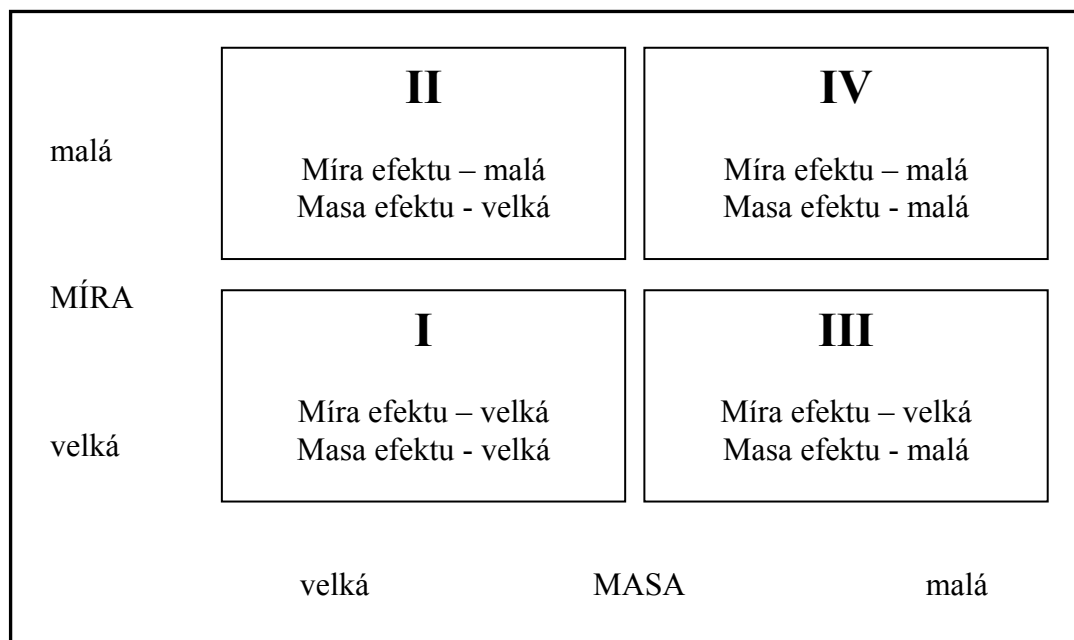 II
Míra efektu – malá
Masa efektu - velká
IV
Míra efektu – malá
Masa efektu - malá
malá
MÍRA
velká
I
Míra efektu – velká
Masa efektu - velká
III
Míra efektu – velká
Masa efektu - malá
velká
MASA
malá